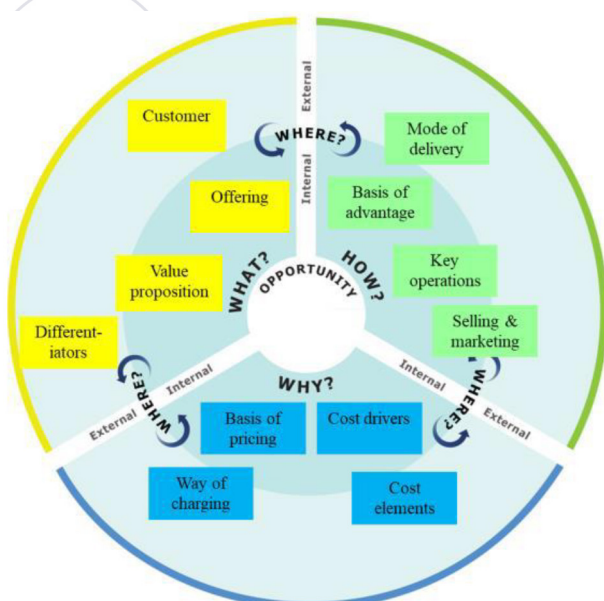 External
Customer
WHERE?
Mode of
delivery
Internal
Offering
Basis of
advantage
WHAT?
OPPORTUNITY
HOW?
Value
proposition
Key
operations
Different-
iators
Selling &
marketing
WHERE?
External
Internal
WHY?
Internal
External
WHERE?
Basis of
pricing
Cost drivers
Way of
charging
Cost
elements